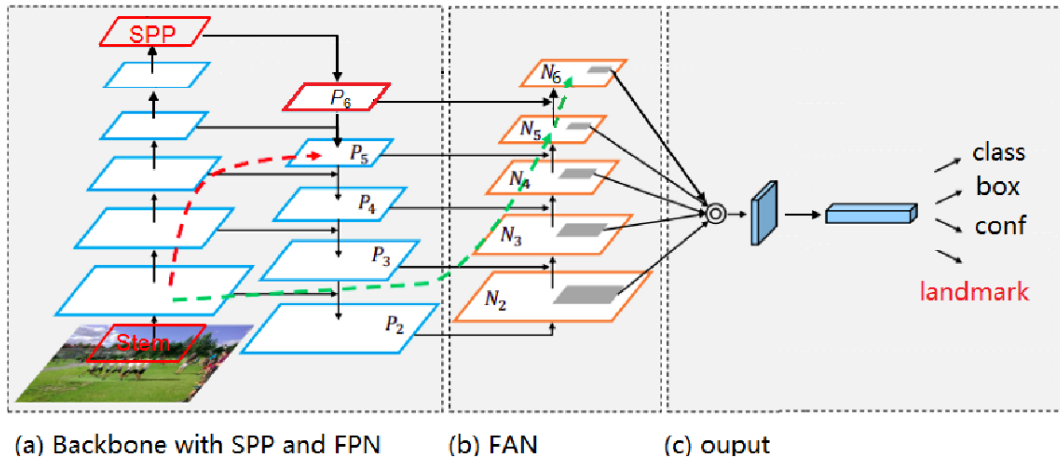 SPP
P6
P5
P4
P3
P2
Stem
N6
N5
N4
N3
N2
class
box
conf
landmark
(a) Backbone with SPP and FPN
(b) FAN
(c) ouput